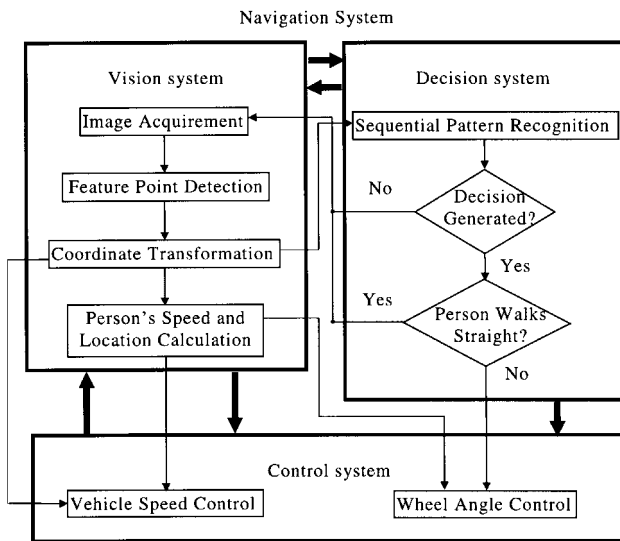 Navigation System
Vision system
Decision system
Image Acquirement
Sequential Pattern Recognition
Feature Point Detection
No
Decision
Generated?
Coordinate Transformation
Yes
Person's Speed and
Location Calculation
Yes
Person Walks
Straight?
No
Control system
Vehicle Speed Control
Wheel Angle Control